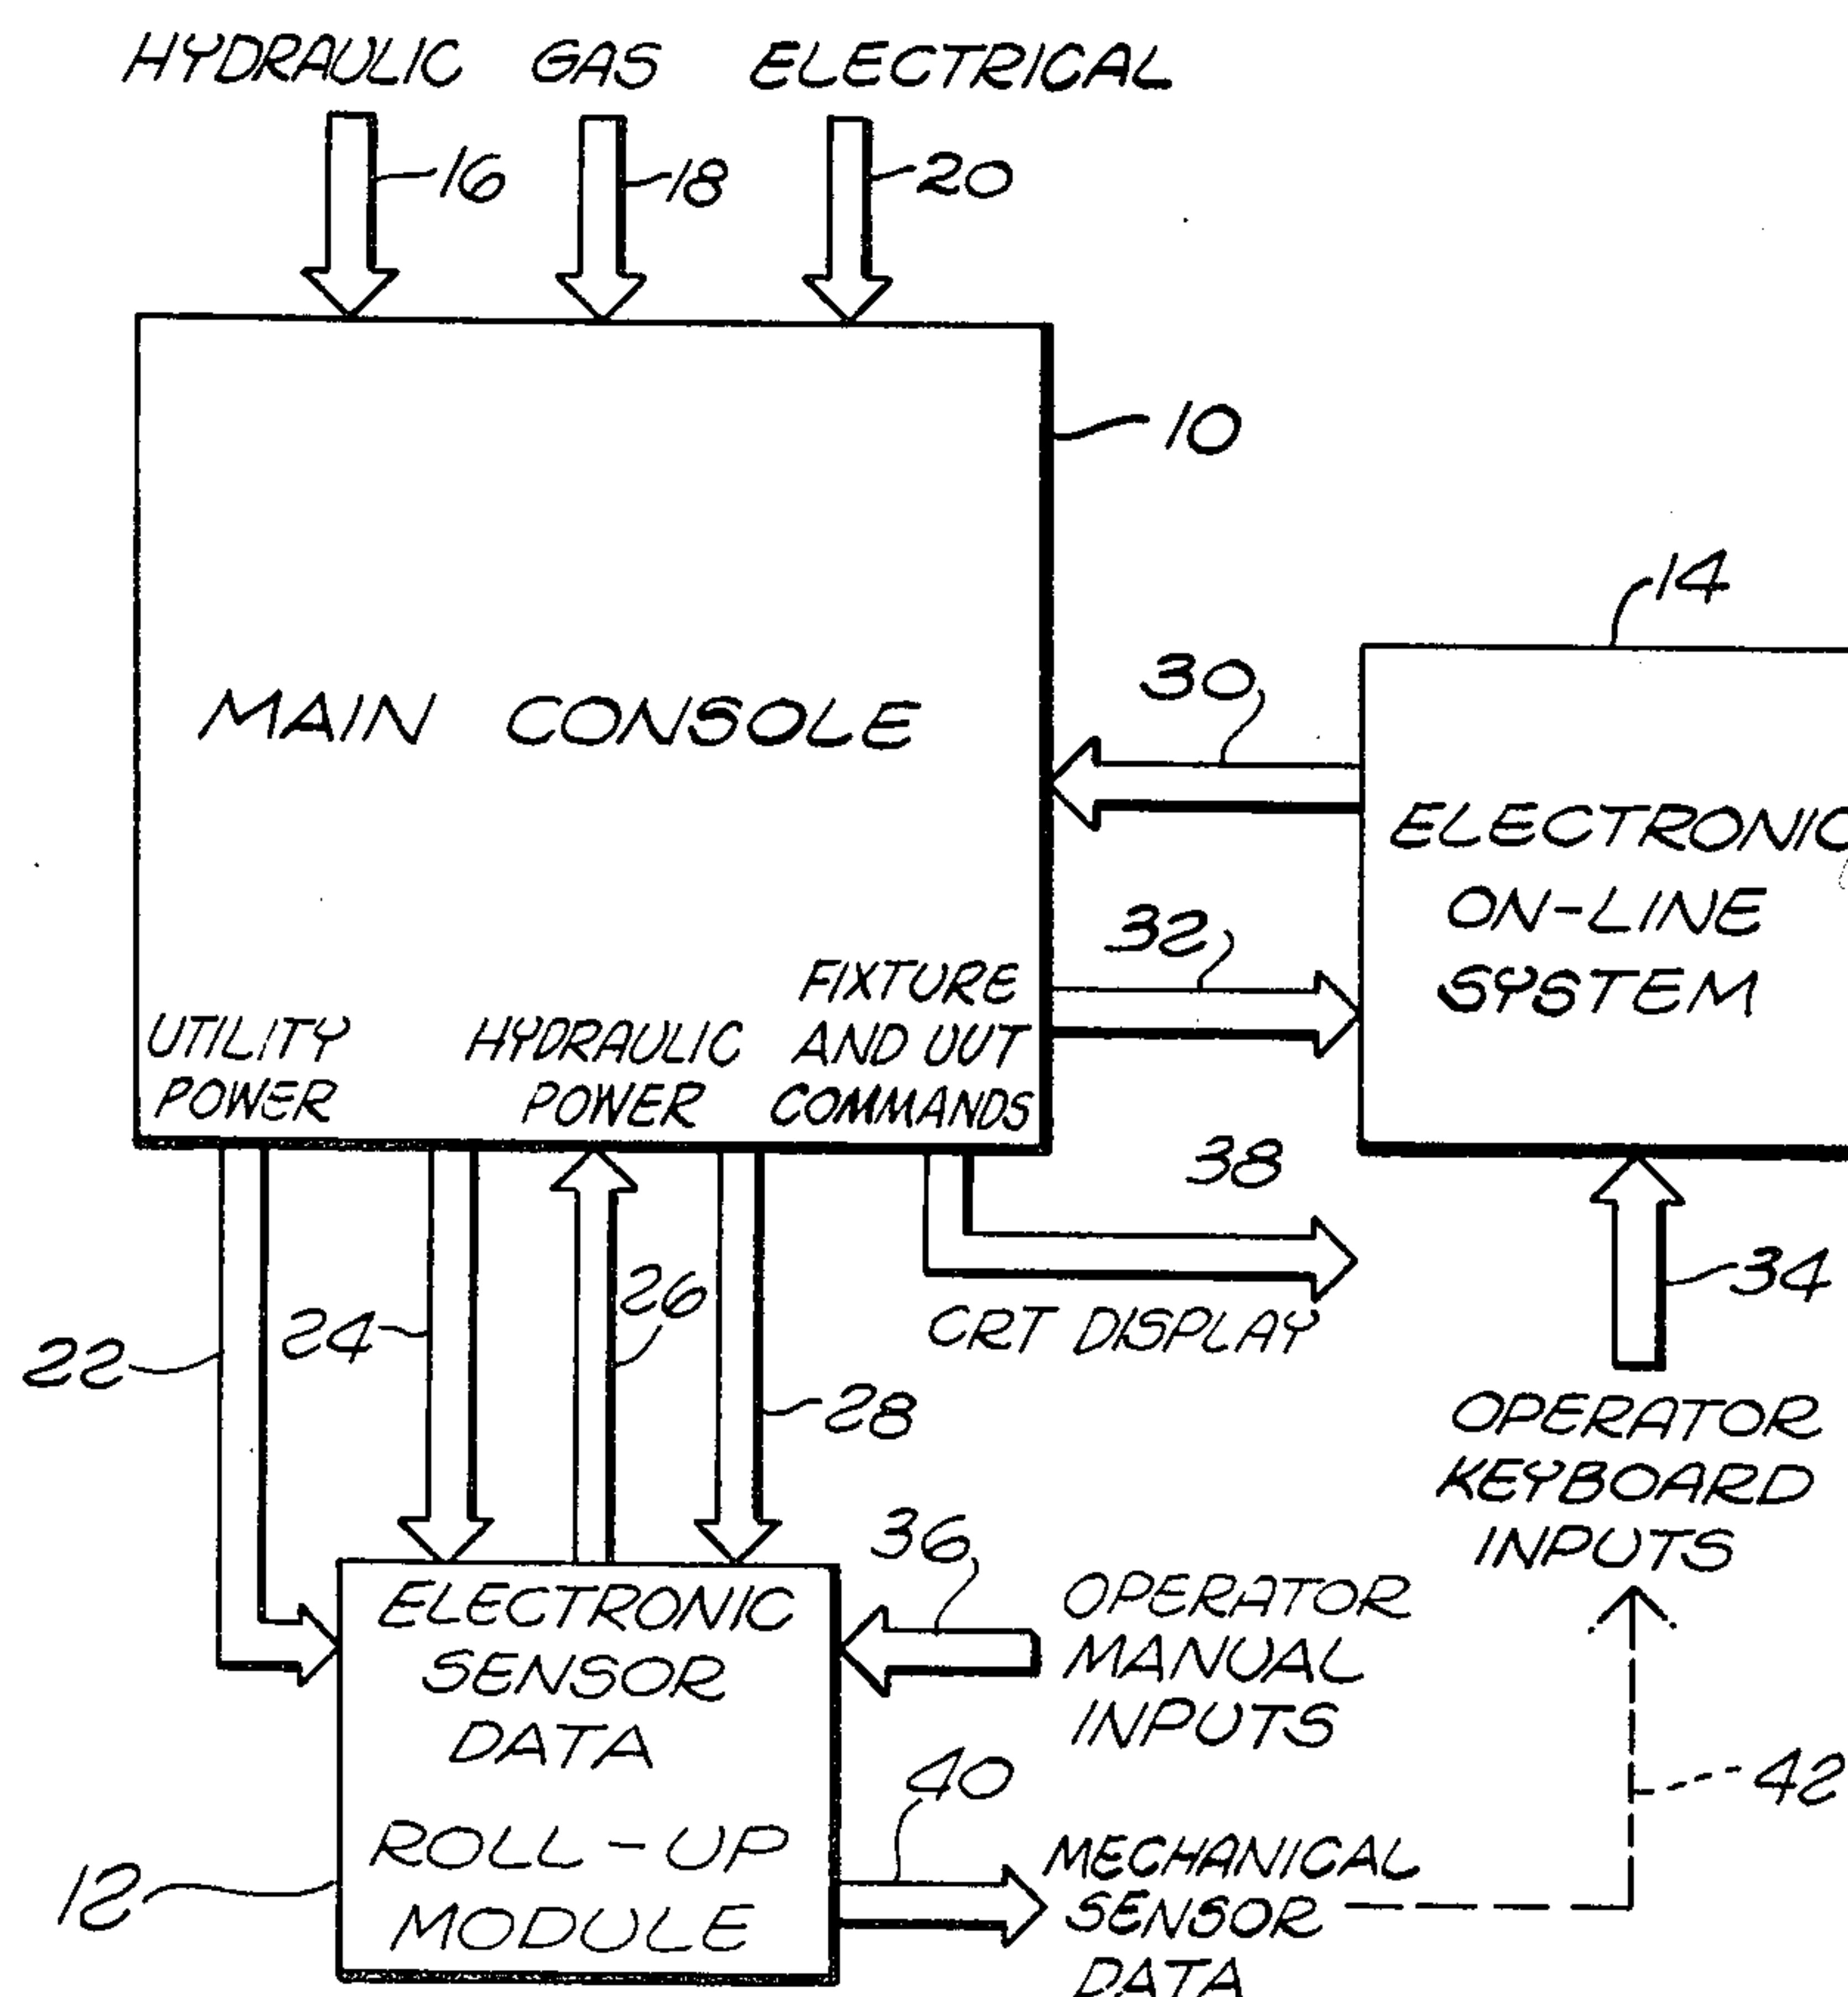 HYDRAULIC GAS ELECTRICAL
16 18 20
10
14
MAIN CONSOLE
30
ELECTRONIC
ON-LINE
SYSTEM
32
UTILITY
POWER
HYDRAULIC
POWER
FIXTURE
AND UUT
COMMANDS
38
CRT DISPLAY
34
OPERATOR
KEYBOARD
INPUTS
22
24
26
28
36
OPERATOR
MANUAL
INPUTS
ELECTRONIC
SENSOR
DATA
ROLL-UP
MODULE
12
40
MECHANICAL
SENSOR
DATA
42